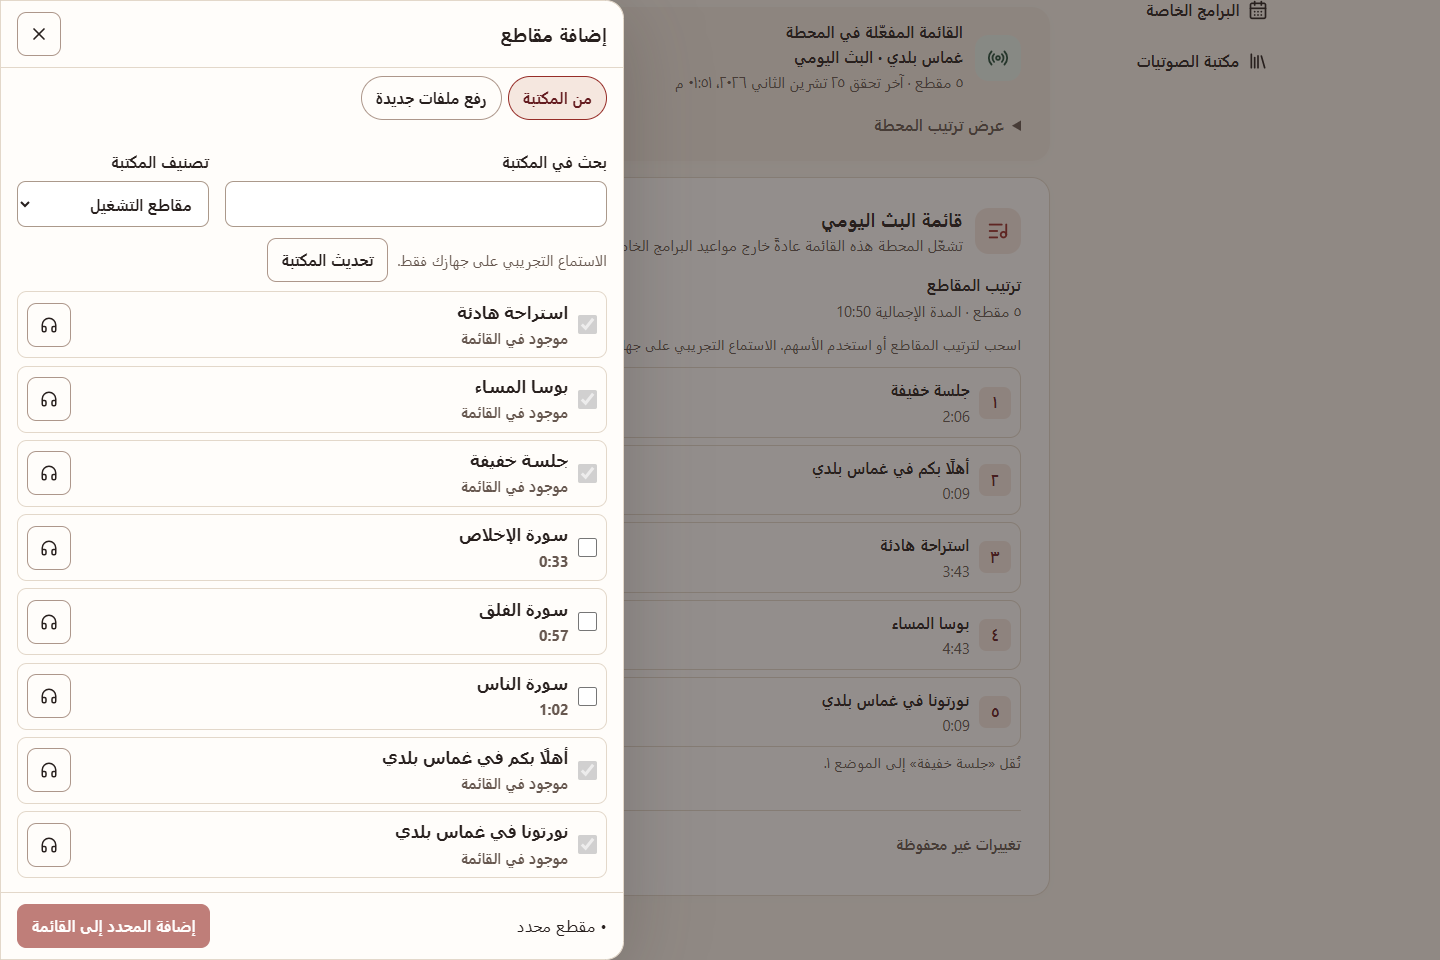 البرامج الخاصة
مكتبة الصوتيات
القائمة المفعّلة في المحطة
غماس بلدي · البث اليومي
٥ مقطع · آخر تحقق ٢٥ تشرين الثاني ٢٠٢٦، ٠١:٥١ م
عرض ترتيب المحطة
قائمة البث اليومي
تشغّل المحطة هذه القائمة عادةً خارج مواعيد البرامج
ترتيب المقاطع
٥ مقطع · المدة الإجمالية 10:50
اسحب لترتيب المقاطع أو استخدم الأسهم. الاستماع التجريبي على
١
جلسة خفيفة
2:06
٢
أهلًا بكم في غماس بلدي
0:09
٣
استراحة هادئة
3:43
٤
بوسا المساء
4:43
٥
نورتونا في غماس بلدي
0:09
نُقل «جلسة خفيفة» إلى الموضع ١.
تغييرات غير محفوظة
إضافة مقاطع
من المكتبة
رفع ملفات جديدة
بحث في المكتبة
تصنيف المكتبة
مقاطع التشغيل
الاستماع التجريبي على جهازك فقط.
تحديث المكتبة
استراحة هادئة
موجود في القائمة
بوسا المساء
موجود في القائمة
جلسة خفيفة
موجود في القائمة
سورة الإخلاص
0:33
سورة الفلق
0:57
سورة الناس
1:02
أهلًا بكم في غماس بلدي
موجود في القائمة
نورتونا في غماس بلدي
موجود في القائمة
٠ مقطع محدد
إضافة المحدد إلى القائمة